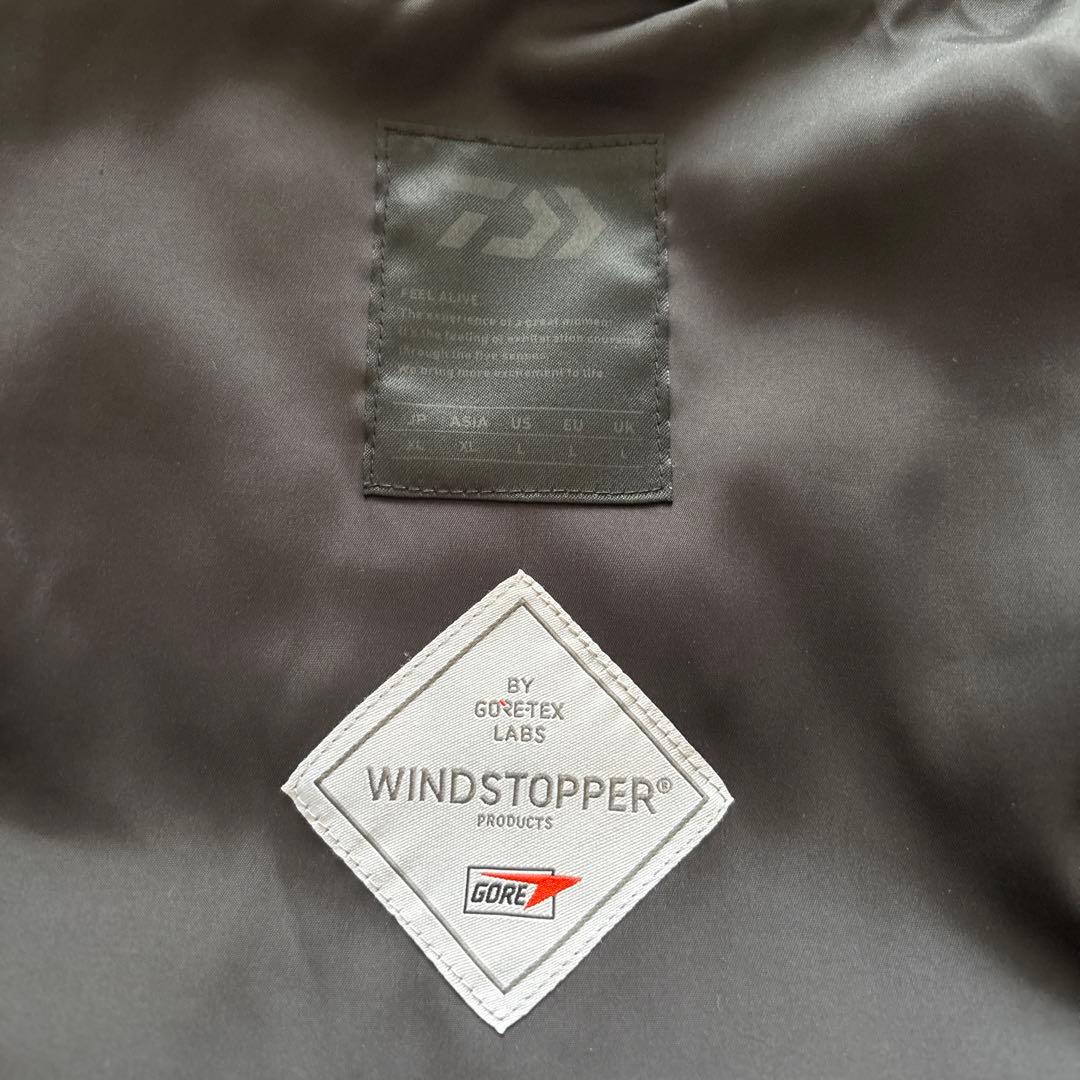 FEEL ALIVE.
The experience of a great moment.
It's the feeling of exhilaration coursing
through the five senses.
We bring more excitement to life.
JP ASIA US EU UK
XL XL L L L
BY
GORE-TEX
LABS
WINDSTOPPER®
PRODUCTS
GORE